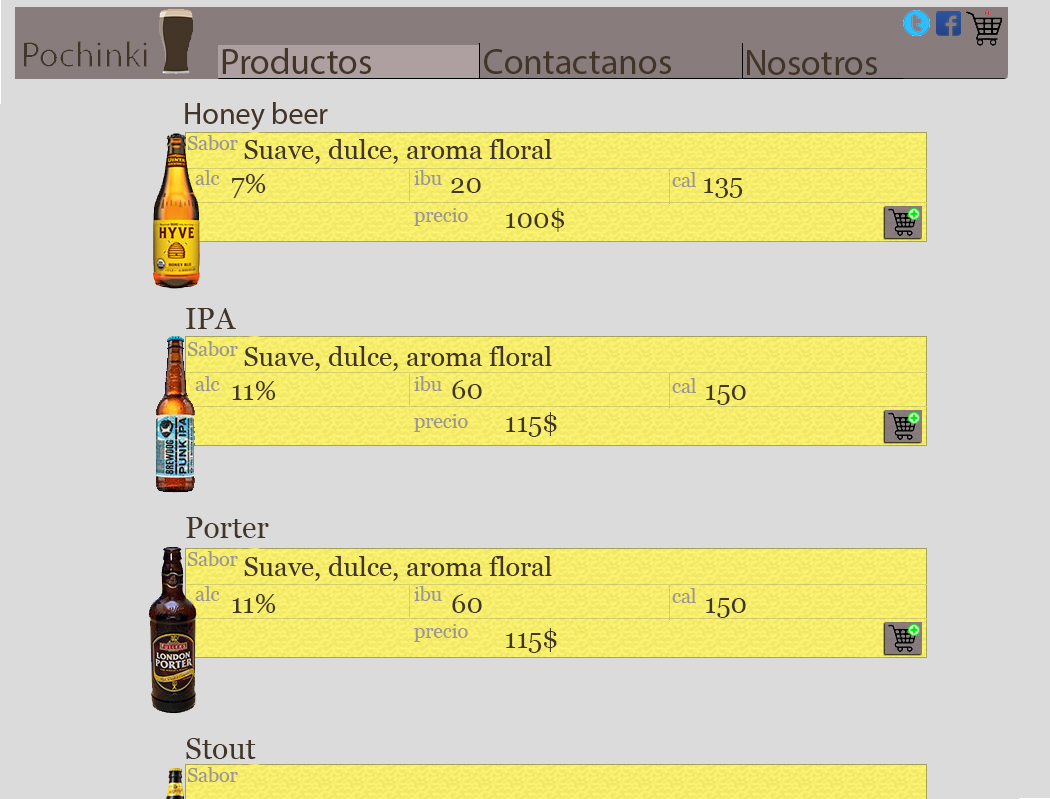 Pochinki
Productos
Contactanos
Nosotros
Honey beer
Sabor Suave, dulce, aroma floral
alc 7% ibu 20 cal 135
precio 100$
HYVE
HONEY ALE
IPA
Sabor Suave, dulce, aroma floral
alc 11% ibu 60 cal 150
precio 115$
BREWDOG
PUNK IPA
Porter
Sabor Suave, dulce, aroma floral
alc 11% ibu 60 cal 150
precio 115$
FULLER'S
LONDON
PORTER
Stout
Sabor